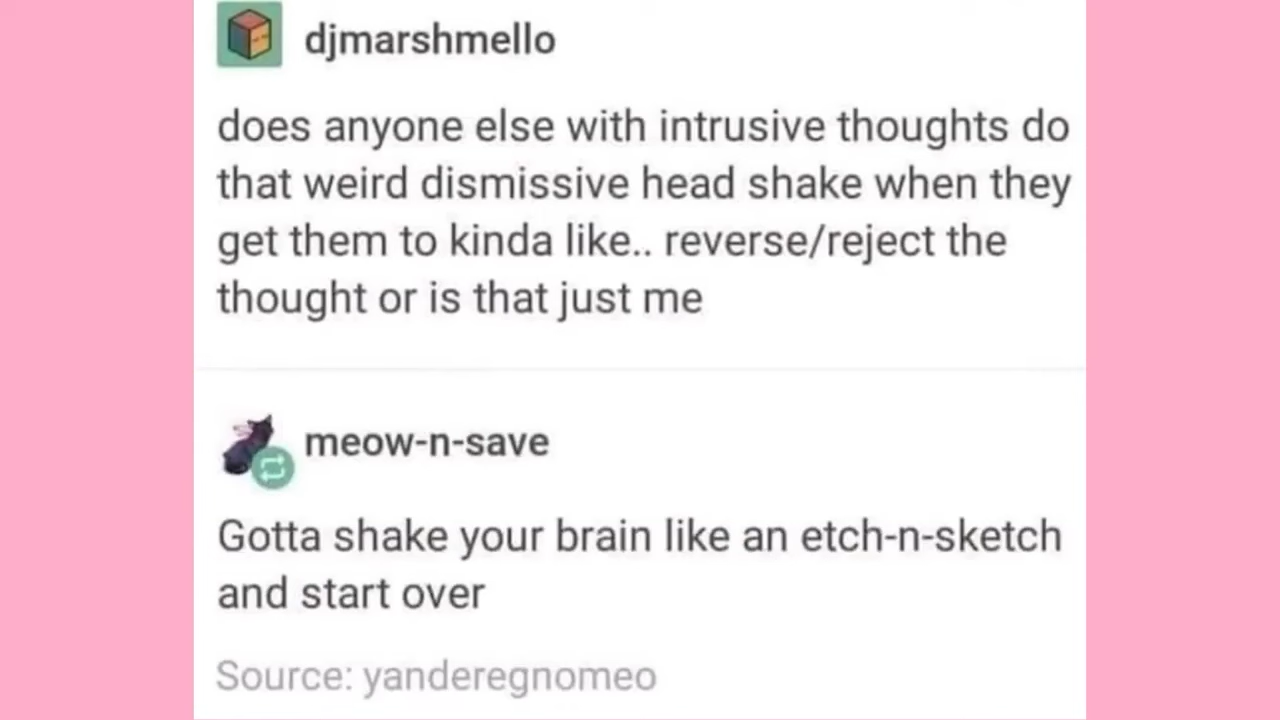 djmarshmello
does anyone else with intrusive thoughts do
that weird dismissive head shake when they
get them to kinda like.. reverse/reject the
thought or is that just me
meow-n-save
Gotta shake your brain like an etch-n-sketch
and start over
Source: yanderegnomeo